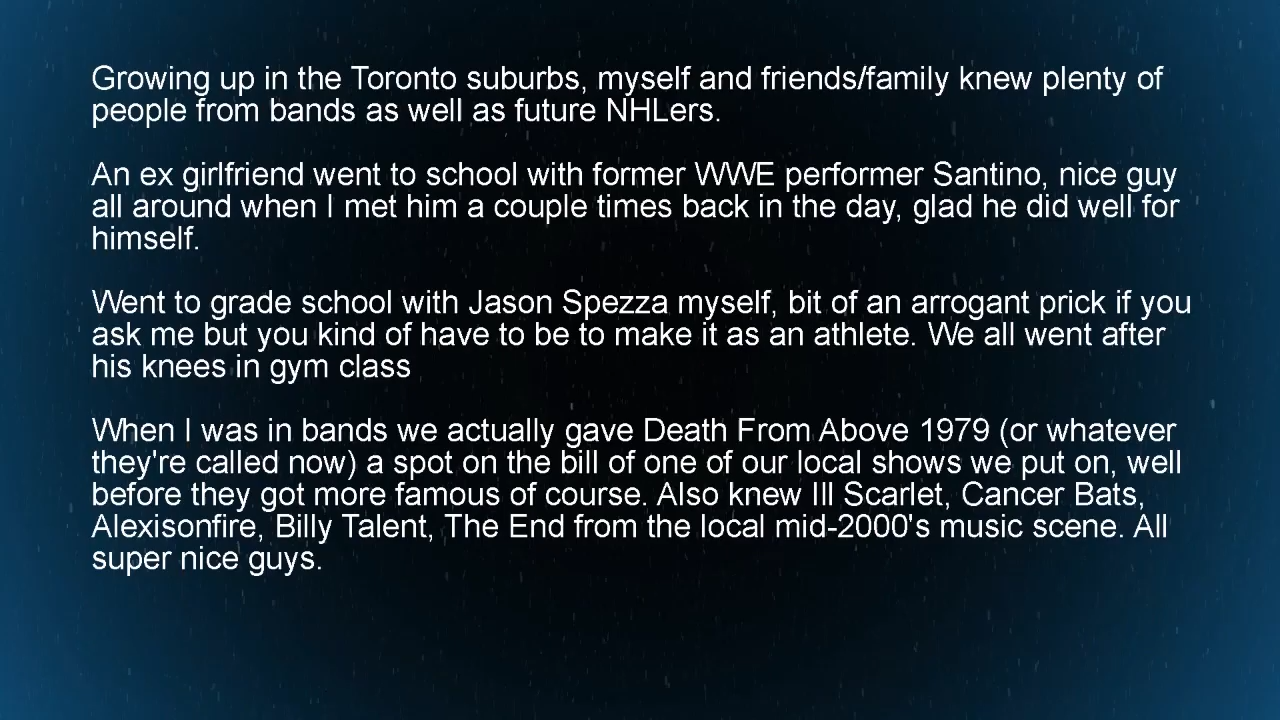 Growing up in the Toronto suburbs, myself and friends/family knew plenty of
people from bands as well as future NHLers.
An ex girlfriend went to school with former WWE performer Santino, nice guy
all around when I met him a couple times back in the day, glad he did well for
himself.
Went to grade school with Jason Spezza myself, bit of an arrogant prick if you
ask me but you kind of have to be to make it as an athlete. We all went after
his knees in gym class
When I was in bands we actually gave Death From Above 1979 (or whatever
they're called now) a spot on the bill of one of our local shows we put on, well
before they got more famous of course. Also knew Ill Scarlet, Cancer Bats,
Alexisonfire, Billy Talent, The End from the local mid-2000's music scene. All
super nice guys.